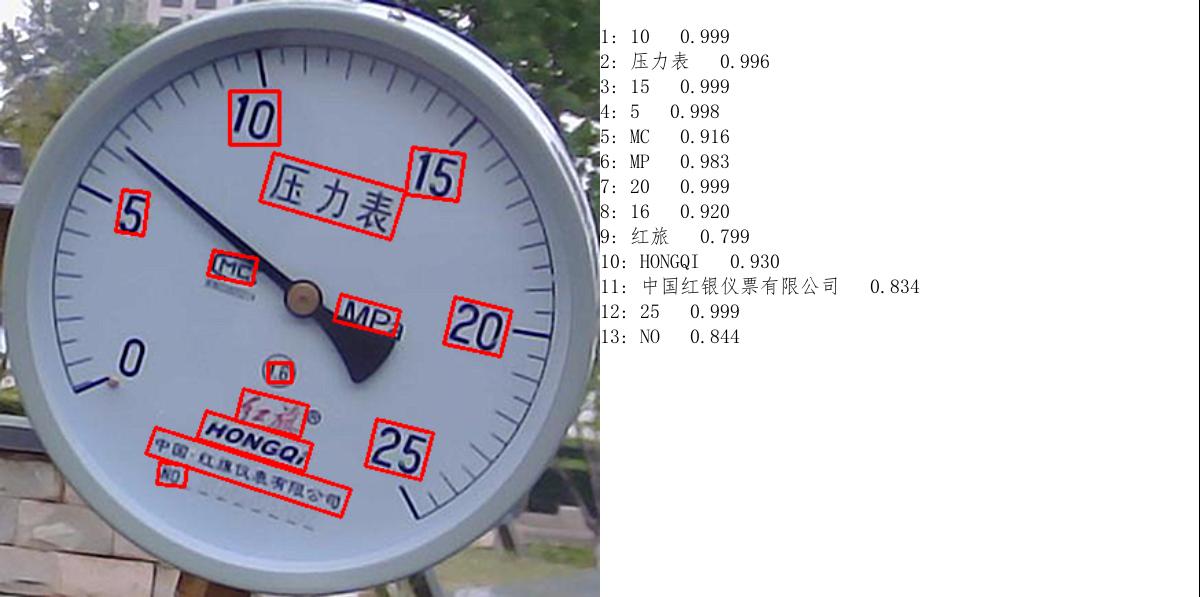 10
15
压力表
5
MC
MPa
20
0
1.6
红旗®
HONGQi
25
中国·红旗仪表有限公司
NO
1: 10 0.999
2: 压力表 0.996
3: 15 0.999
4: 5 0.998
5: MC 0.916
6: MP 0.983
7: 20 0.999
8: 16 0.920
9: 红旅 0.799
10: HONGQI 0.930
11: 中国红银仪票有限公司 0.834
12: 25 0.999
13: NO 0.844